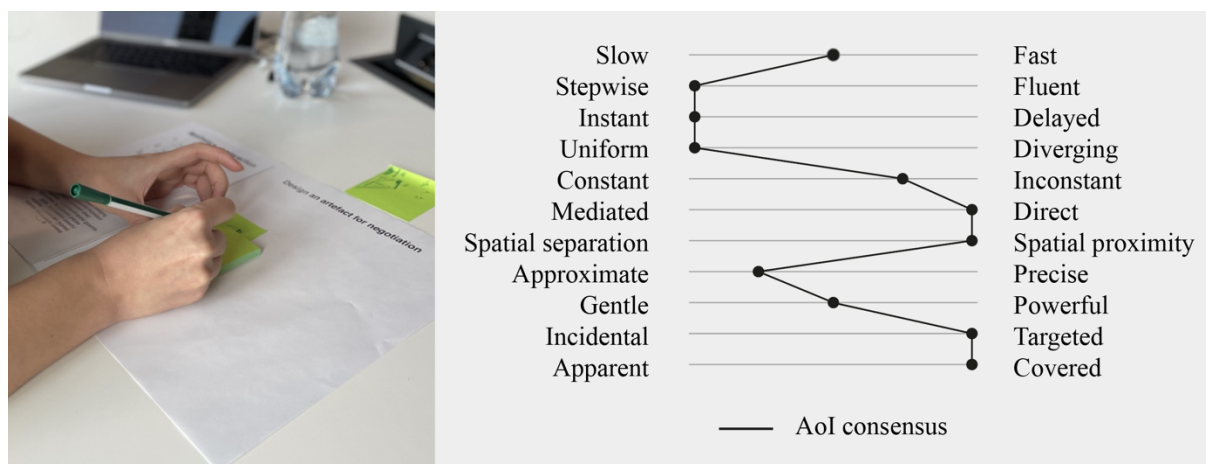 Design an artefact for negotiation
Slow Fast
Stepwise Fluent
Instant Delayed
Uniform Diverging
Constant Inconstant
Mediated Direct
Spatial separation Spatial proximity
Approximate Precise
Gentle Powerful
Incidental Targeted
Apparent Covered
AoI consensus